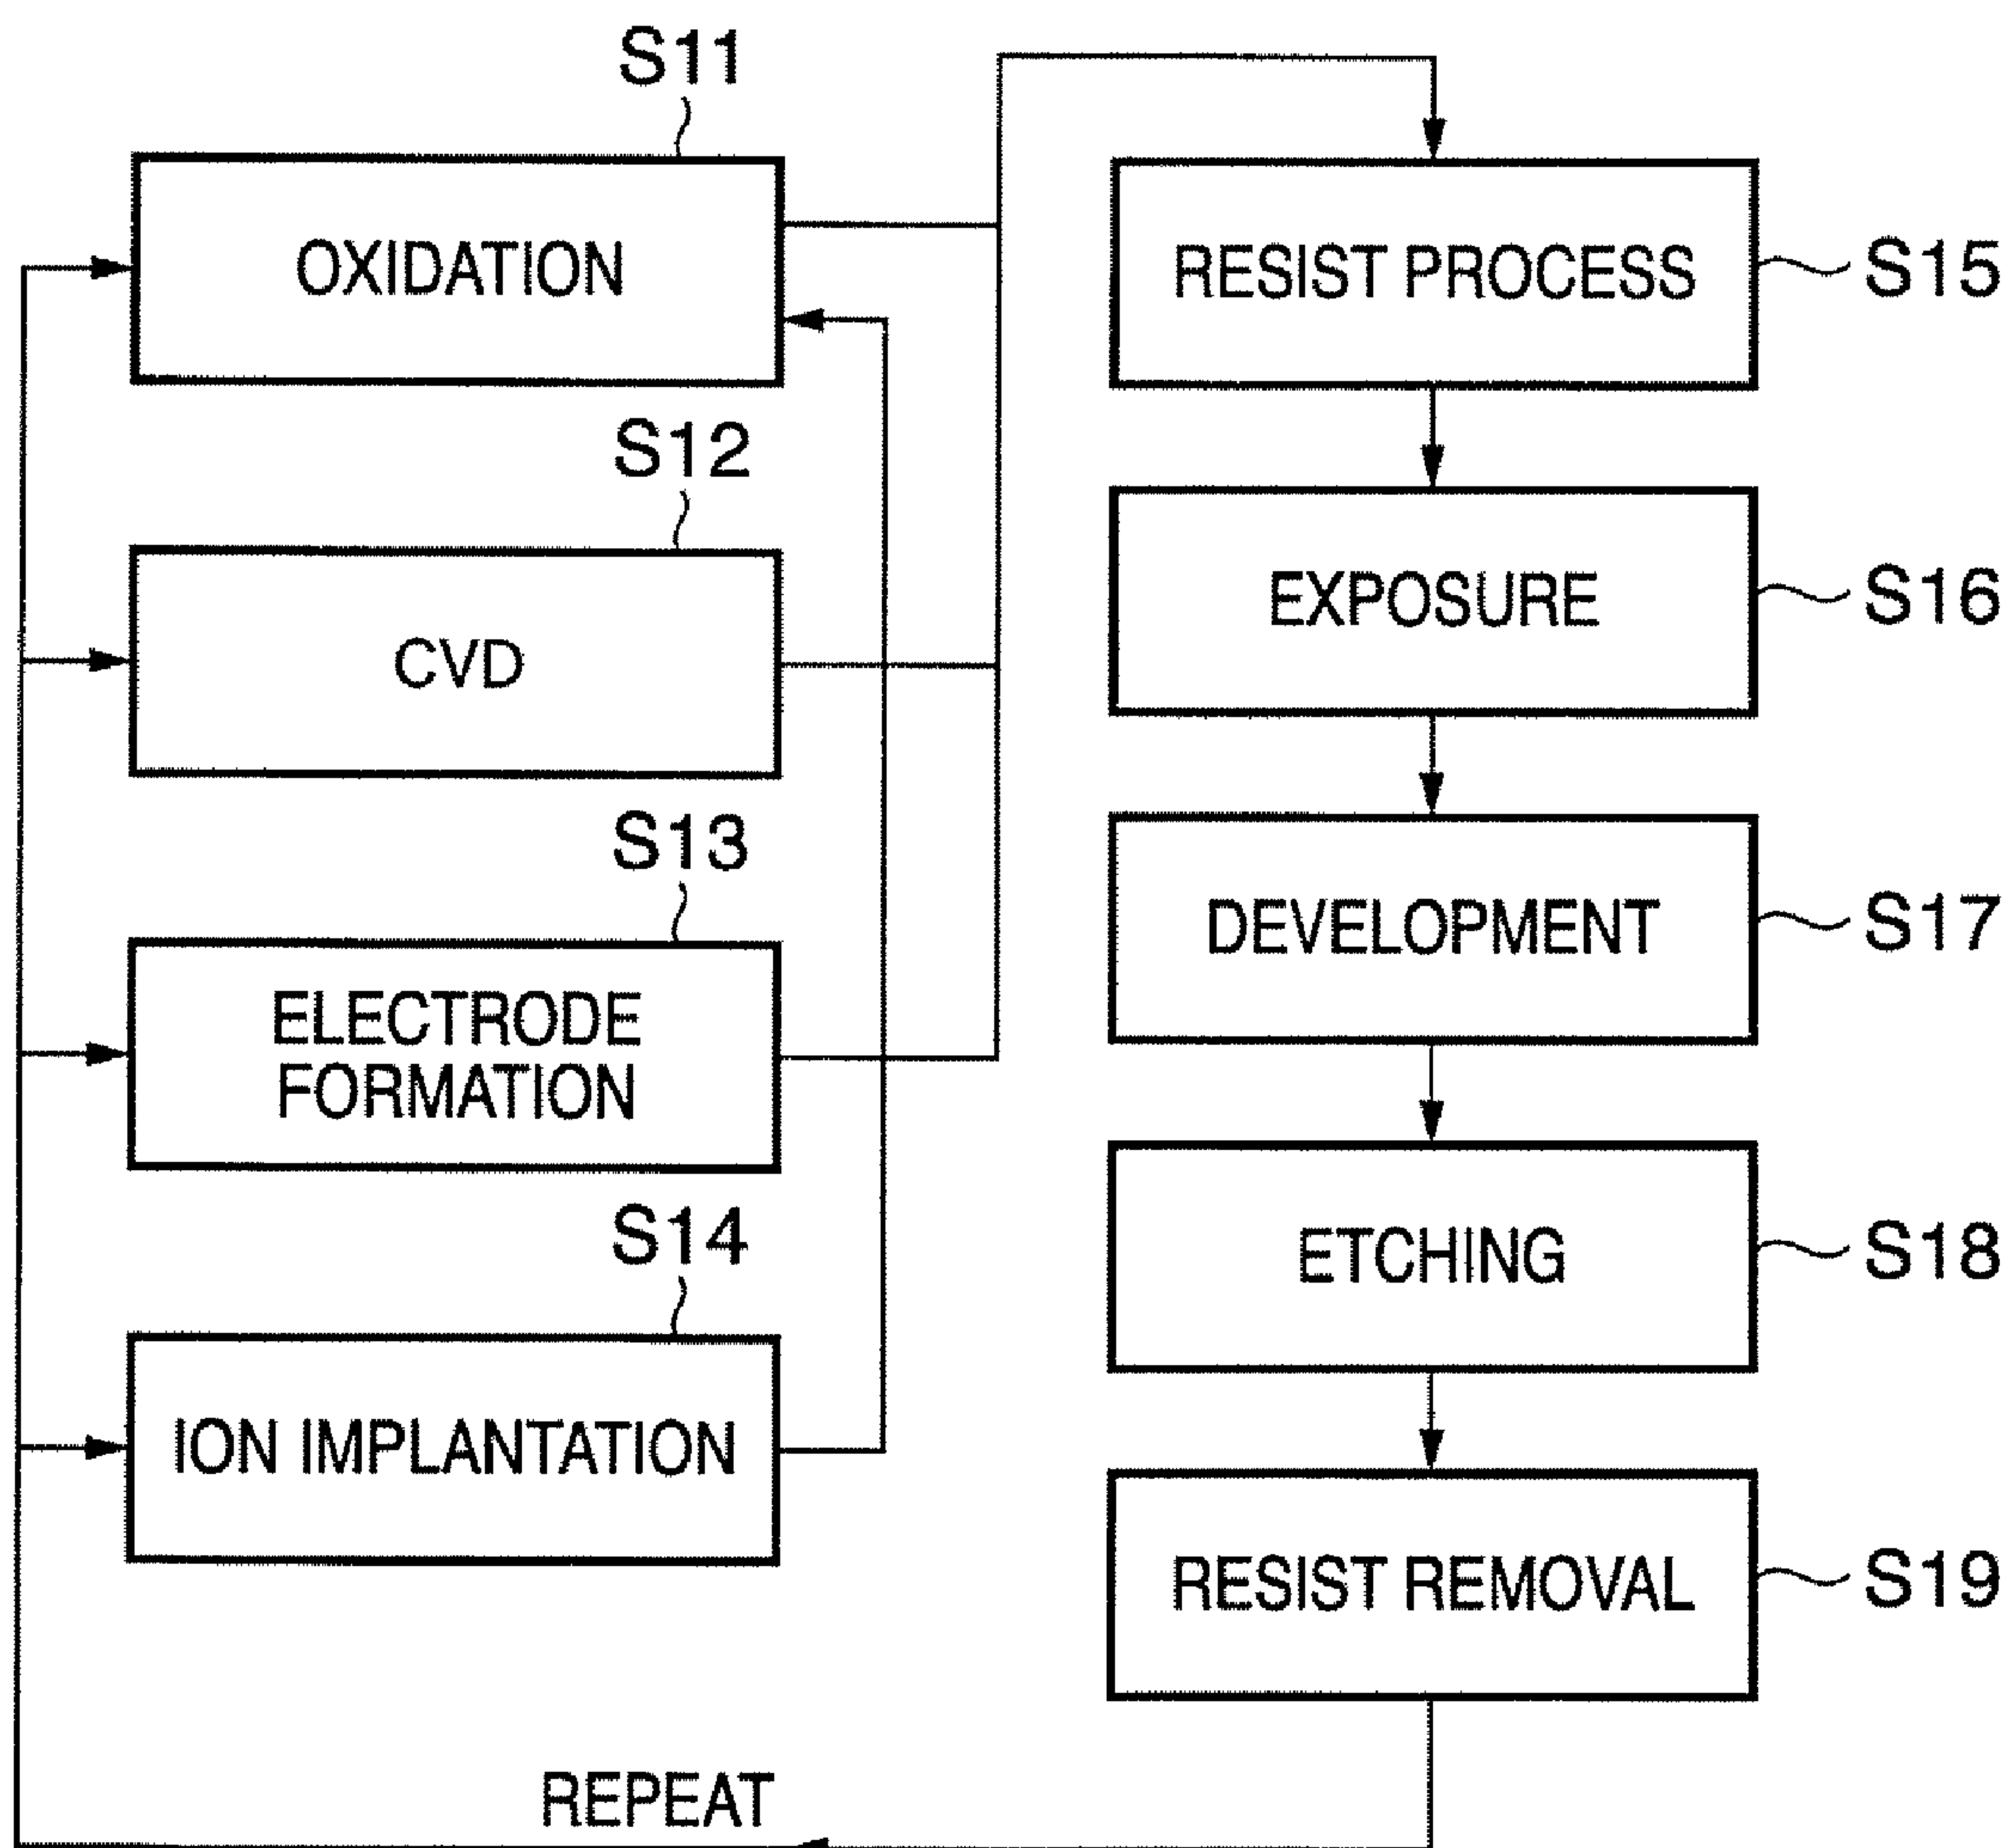 S11
OXIDATION
S12
CVD
S13
ELECTRODE
FORMATION
S14
ION IMPLANTATION
RESIST PROCESS
S15
EXPOSURE
S16
DEVELOPMENT
S17
ETCHING
S18
RESIST REMOVAL
S19
REPEAT